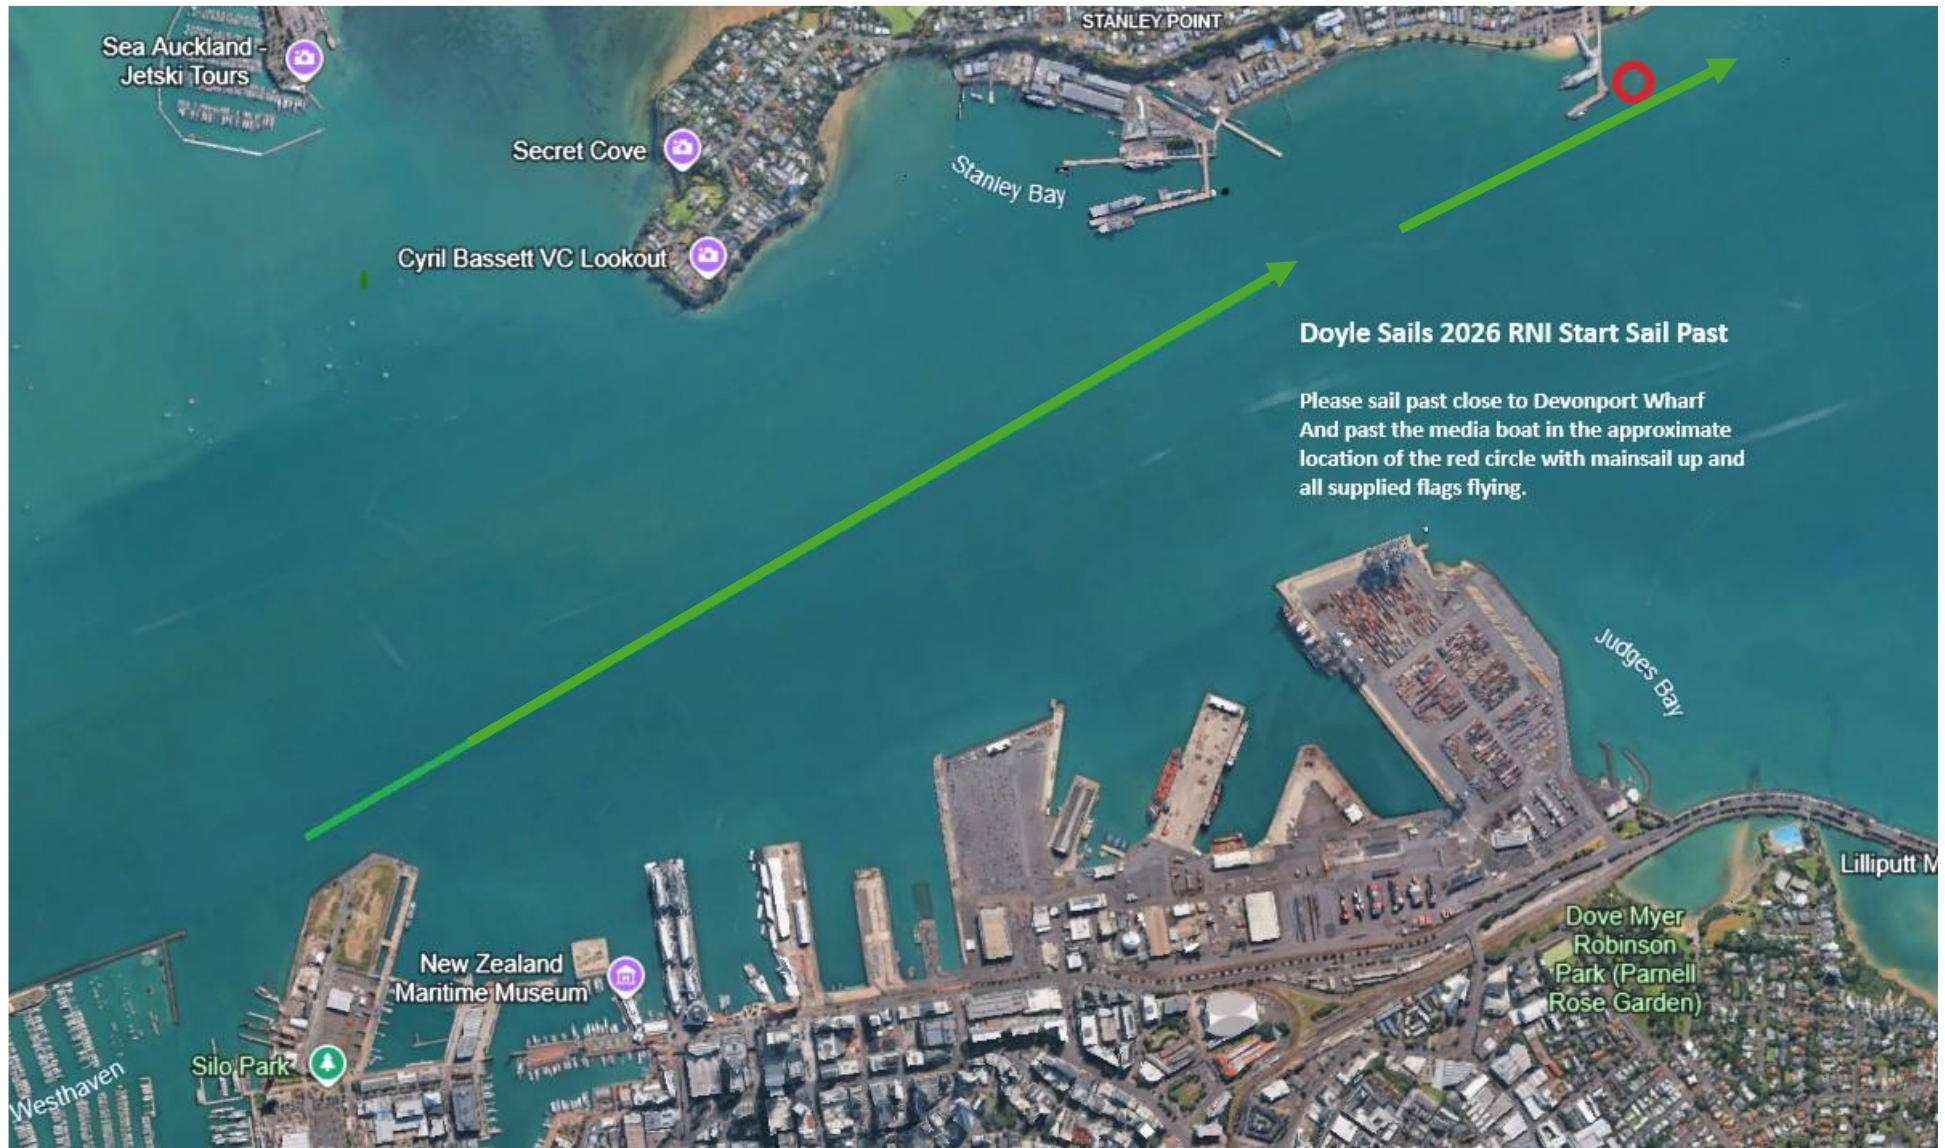 STANLEY POINT
Sea Auckland -
Jetski Tours
Secret Cove
Stanley Bay
Cyril Bassett VC Lookout
Doyle Sails 2026 RNI Start Sail Past
Please sail past close to Devonport Wharf
And past the media boat in the approximate
location of the red circle with mainsail up and
all supplied flags flying.
Judges Bay
Lilliputt M
Dove Myer
Robinson
Park (Parnell
Rose Garden)
New Zealand
Maritime Museum
Silo Park
Westhaven